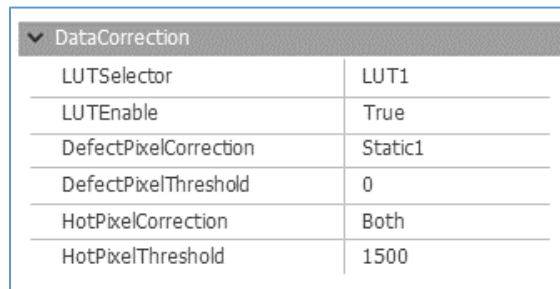 DataCorrection
LUTSelector LUT1
LUTEnable True
DefectPixelCorrection Static1
DefectPixelThreshold 0
HotPixelCorrection Both
HotPixelThreshold 1500